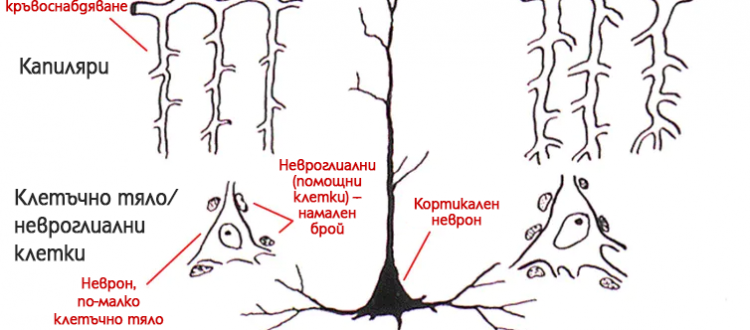 кръвоснабдяване
Капиляри
Невроглиални
(помощни
клетки) –
намален
брой
Клетъчно тяло/
невроглиални
клетки
Кортикален
неврон
Неврон,
по-малко
клетъчно тяло